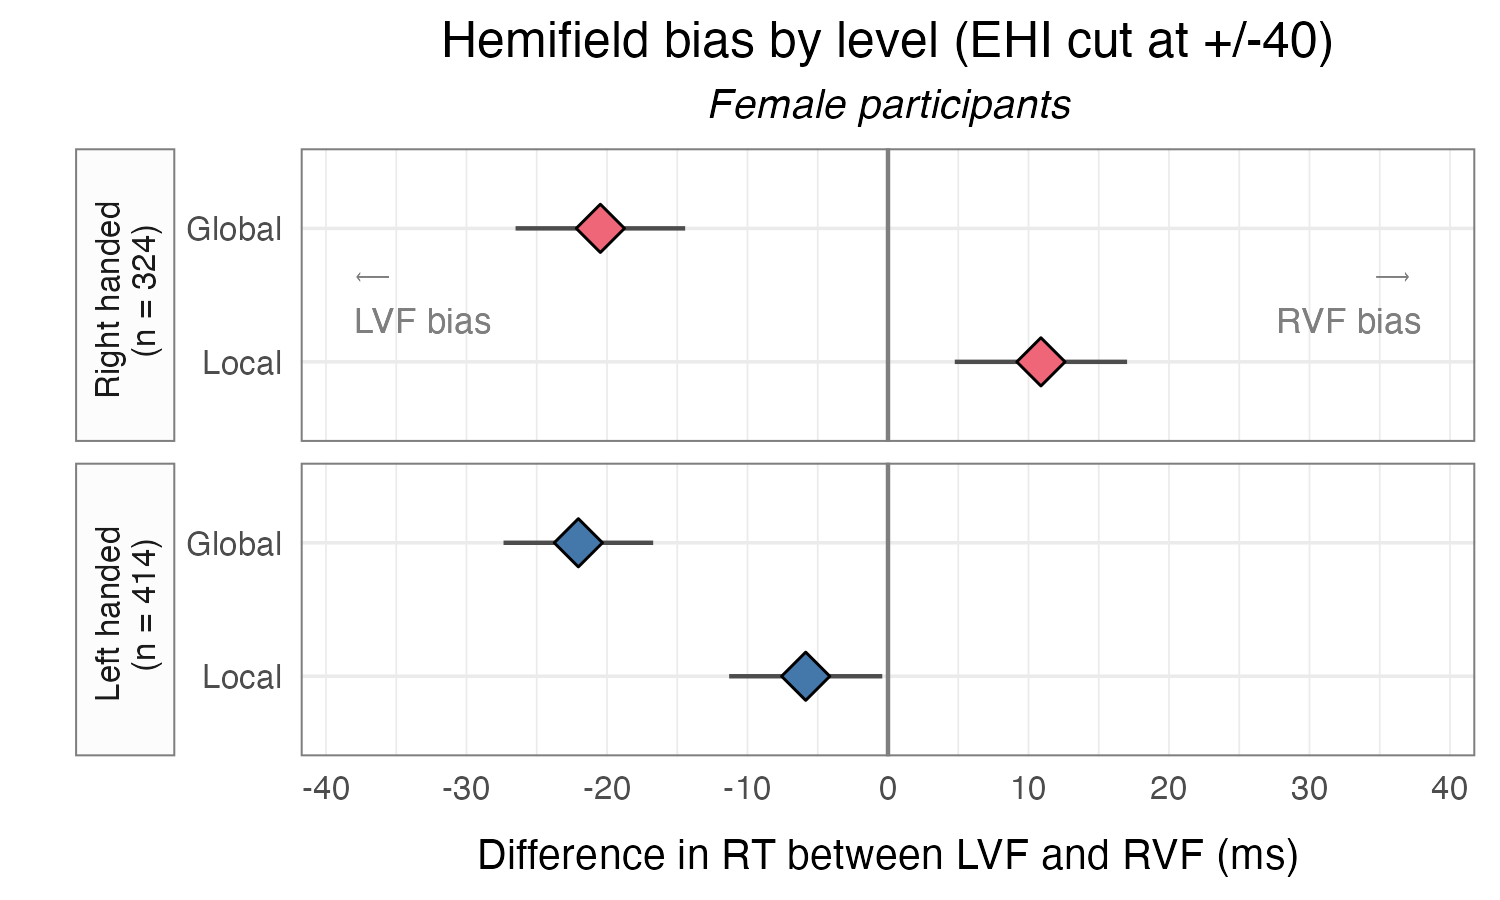 Hemifield bias by level (EHI cut at +/-40)
Female participants
Right handed
(n = 324)
Global
Local
← LVF bias
→ RVF bias
Left handed
(n = 414)
Global
Local
-40 -30 -20 -10 0 10 20 30 40
Difference in RT between LVF and RVF (ms)